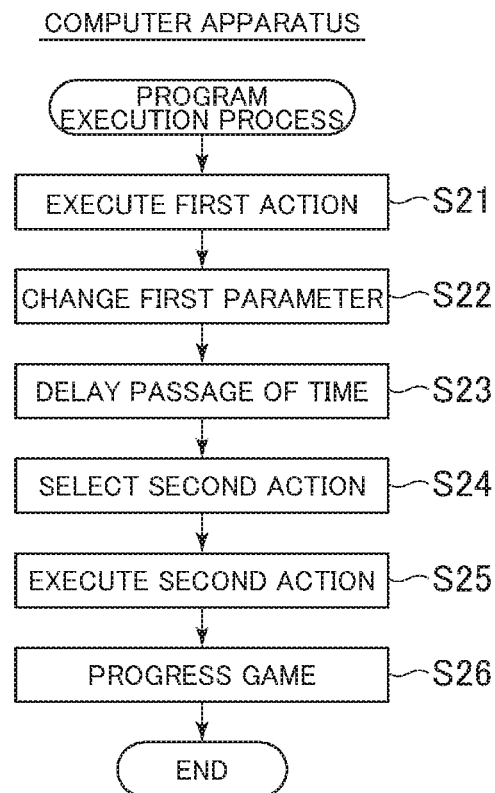 COMPUTER APPARATUS
PROGRAM
EXECUTION PROCESS
EXECUTE FIRST ACTION
S21
CHANGE FIRST PARAMETER
S22
DELAY PASSAGE OF TIME
S23
SELECT SECOND ACTION
S24
EXECUTE SECOND ACTION
S25
PROGRESS GAME
S26
END